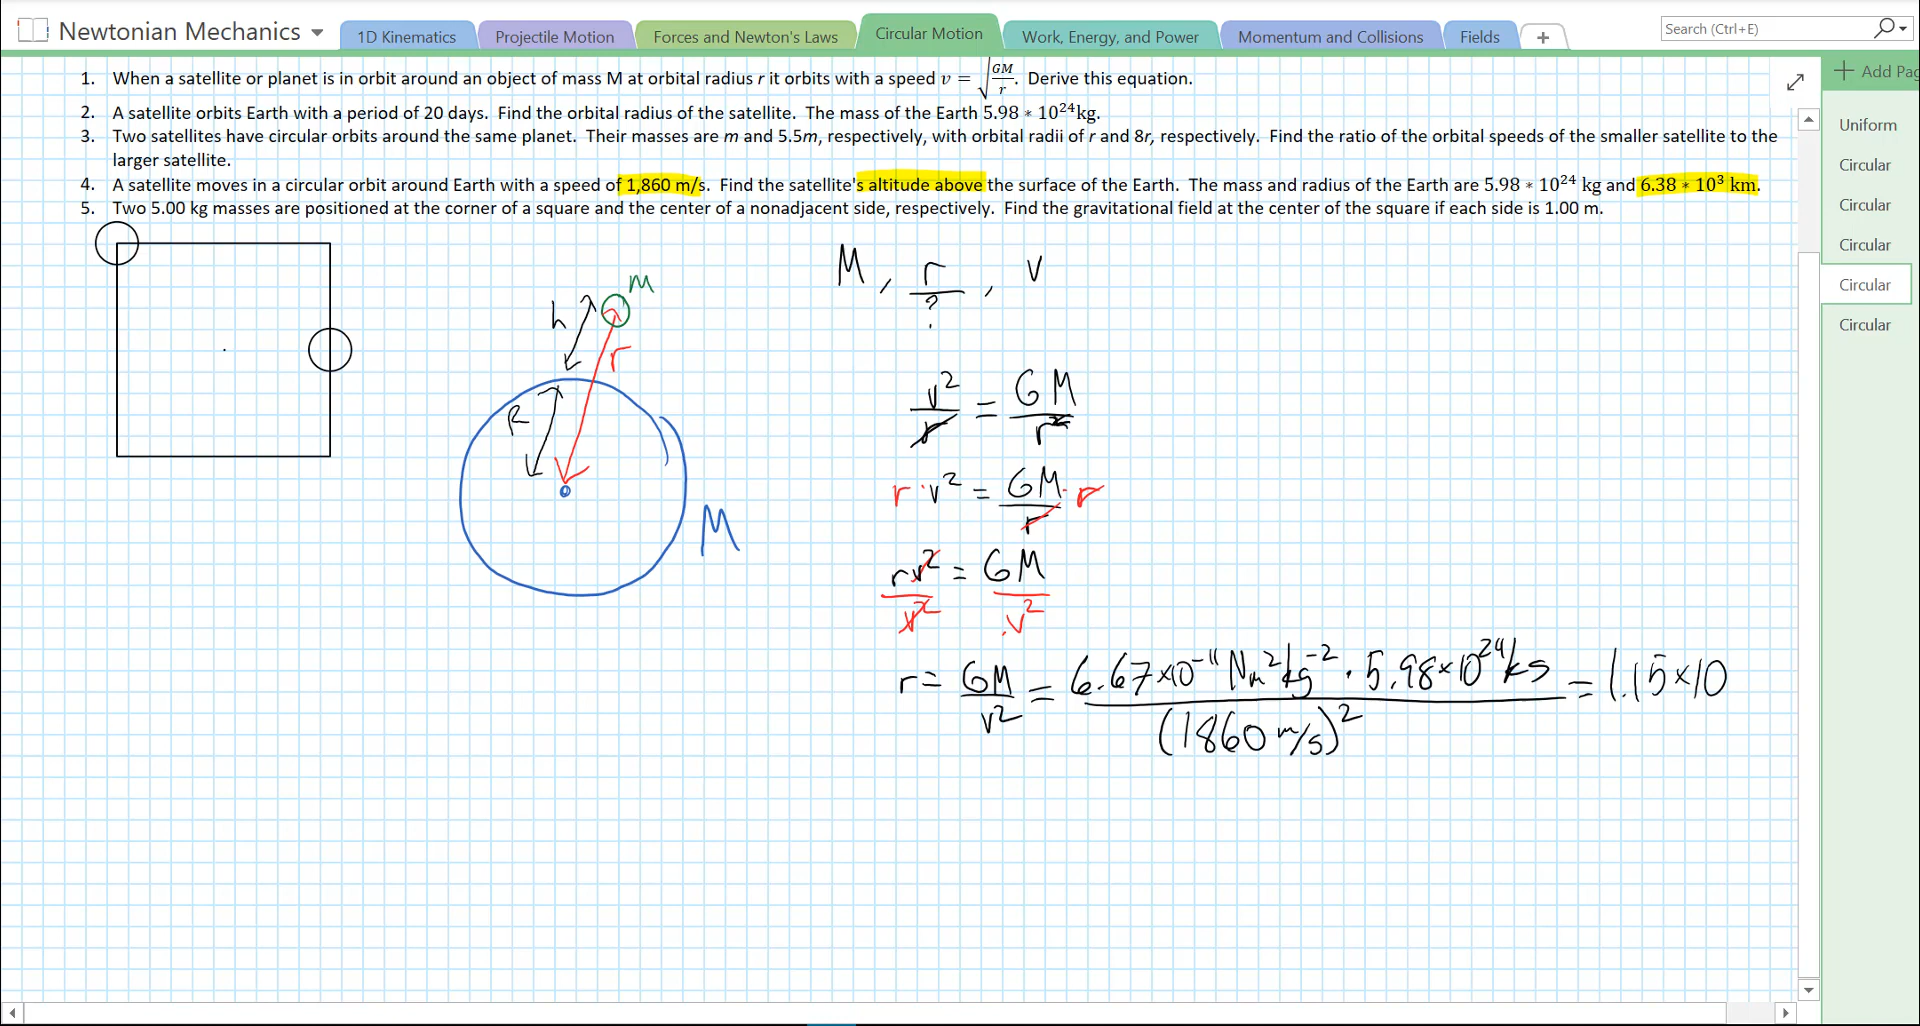 Newtonian Mechanics
1D Kinematics
Projectile Motion
Forces and Newton's Laws
Circular Motion
Work, Energy, and Power
Momentum and Collisions
Fields
Search (Ctrl+E)
Add Pag
Uniform
Circular
Circular
Circular
Circular
Circular
1. When a satellite or planet is in orbit around an object of mass M at orbital radius r it orbits with a speed v = √(GM/r). Derive this equation.
2. A satellite orbits Earth with a period of 20 days. Find the orbital radius of the satellite. The mass of the Earth 5.98 * 10²⁴kg.
3. Two satellites have circular orbits around the same planet. Their masses are m and 5.5m, respectively, with orbital radii of r and 8r, respectively. Find the ratio of the orbital speeds of the smaller satellite to the
larger satellite.
4. A satellite moves in a circular orbit around Earth with a speed of 1,860 m/s. Find the satellite's altitude above the surface of the Earth. The mass and radius of the Earth are 5.98 * 10²⁴ kg and 6.38 * 10³ km.
5. Two 5.00 kg masses are positioned at the corner of a square and the center of a nonadjacent side, respectively. Find the gravitational field at the center of the square if each side is 1.00 m.
M, r, v
?
m
h
r
R
M
v²/r = GM/r²
r · v² = GM/r · r
rv²/v² = GM/v²
r = GM/v² = 6.67×10⁻¹¹ Nm²kg⁻² · 5.98×10²⁴kg / (1860 m/s)² = 1.15×10